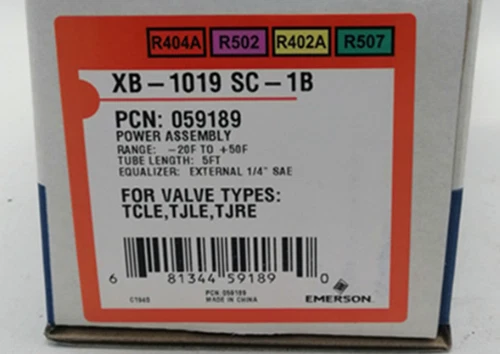 R404A R502 R402A R507
XB-1019 SC-1B
PCN: 059189
POWER ASSEMBLY
RANGE: -20F TO +50F
TUBE LENGTH: 5FT
EQUALIZER: EXTERNAL 1/4" SAE
FOR VALVE TYPES:
TCLE,TJLE,TJRE
6 81344 59189 0
PCN 059189
MADE IN CHINA
EMERSON